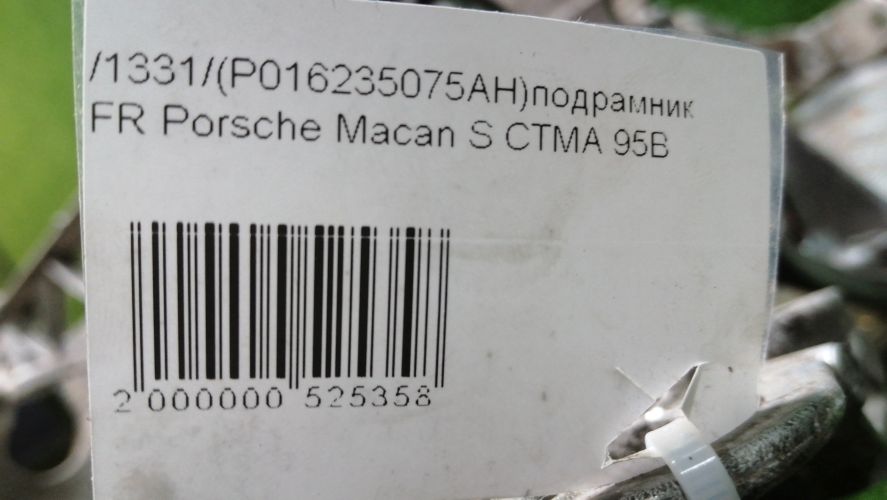 /1331/(P016235075AH)подрамник
FR Porsche Macan S CTMA 95B
2 000000 525358